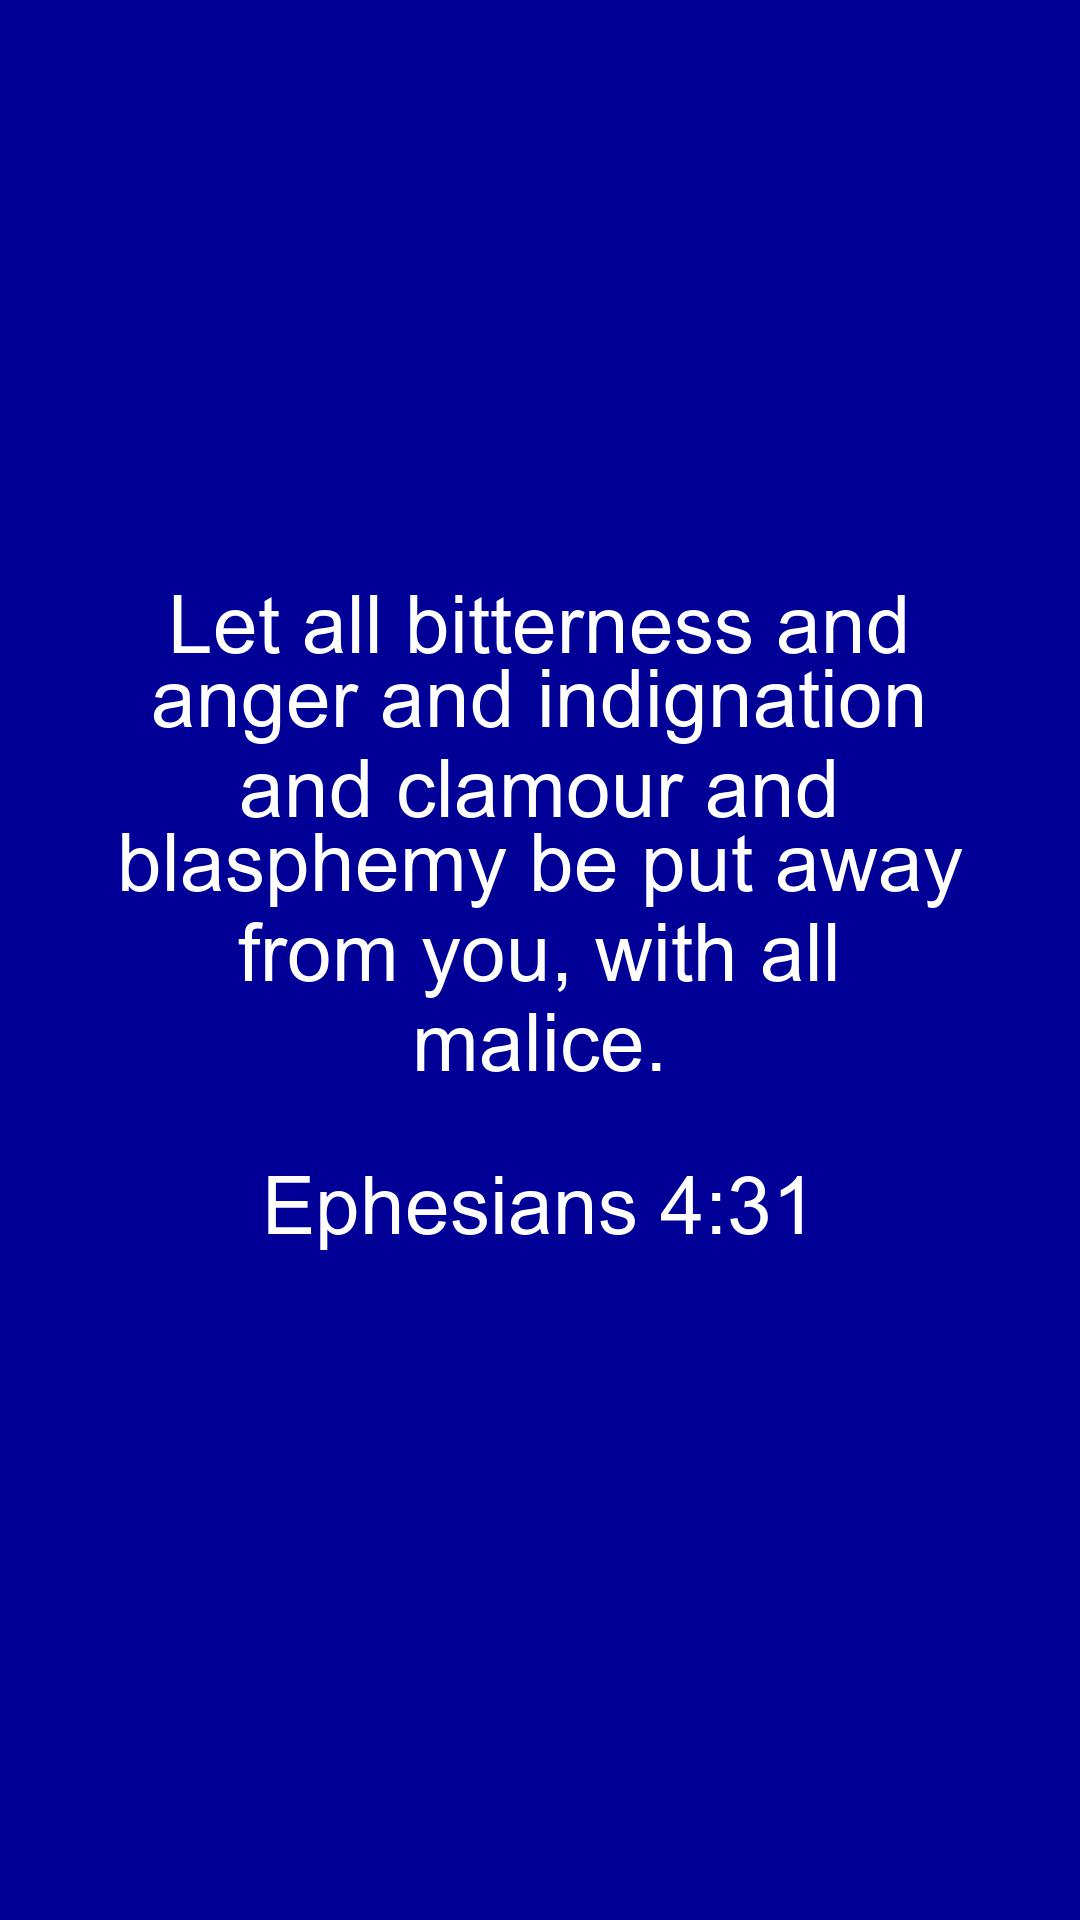 Let all bitterness and
anger and indignation
and clamour and
blasphemy be put away
from you, with all
malice.
Ephesians 4:31